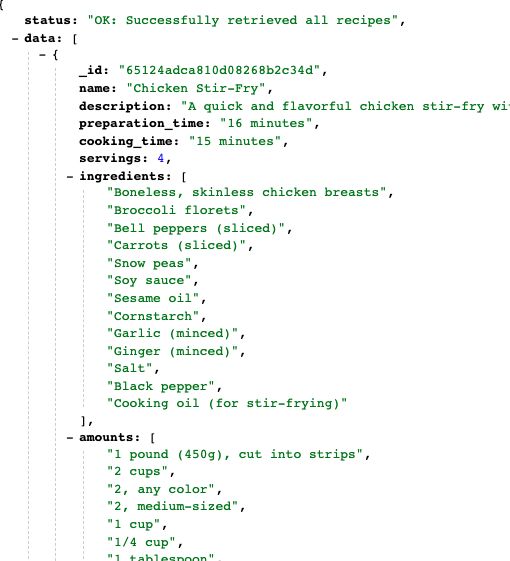 {
status: "OK: Successfully retrieved all recipes",
– data: [
– {
_id: "65124adca810d08268b2c34d",
name: "Chicken Stir-Fry",
description: "A quick and flavorful chicken stir-fry wi
preparation_time: "16 minutes",
cooking_time: "15 minutes",
servings: 4,
– ingredients: [
"Boneless, skinless chicken breasts",
"Broccoli florets",
"Bell peppers (sliced)",
"Carrots (sliced)",
"Snow peas",
"Soy sauce",
"Sesame oil",
"Cornstarch",
"Garlic (minced)",
"Ginger (minced)",
"Salt",
"Black pepper",
"Cooking oil (for stir-frying)"
],
– amounts: [
"1 pound (450g), cut into strips",
"2 cups",
"2, any color",
"2, medium-sized",
"1 cup",
"1/4 cup",
"1 tablespoon",